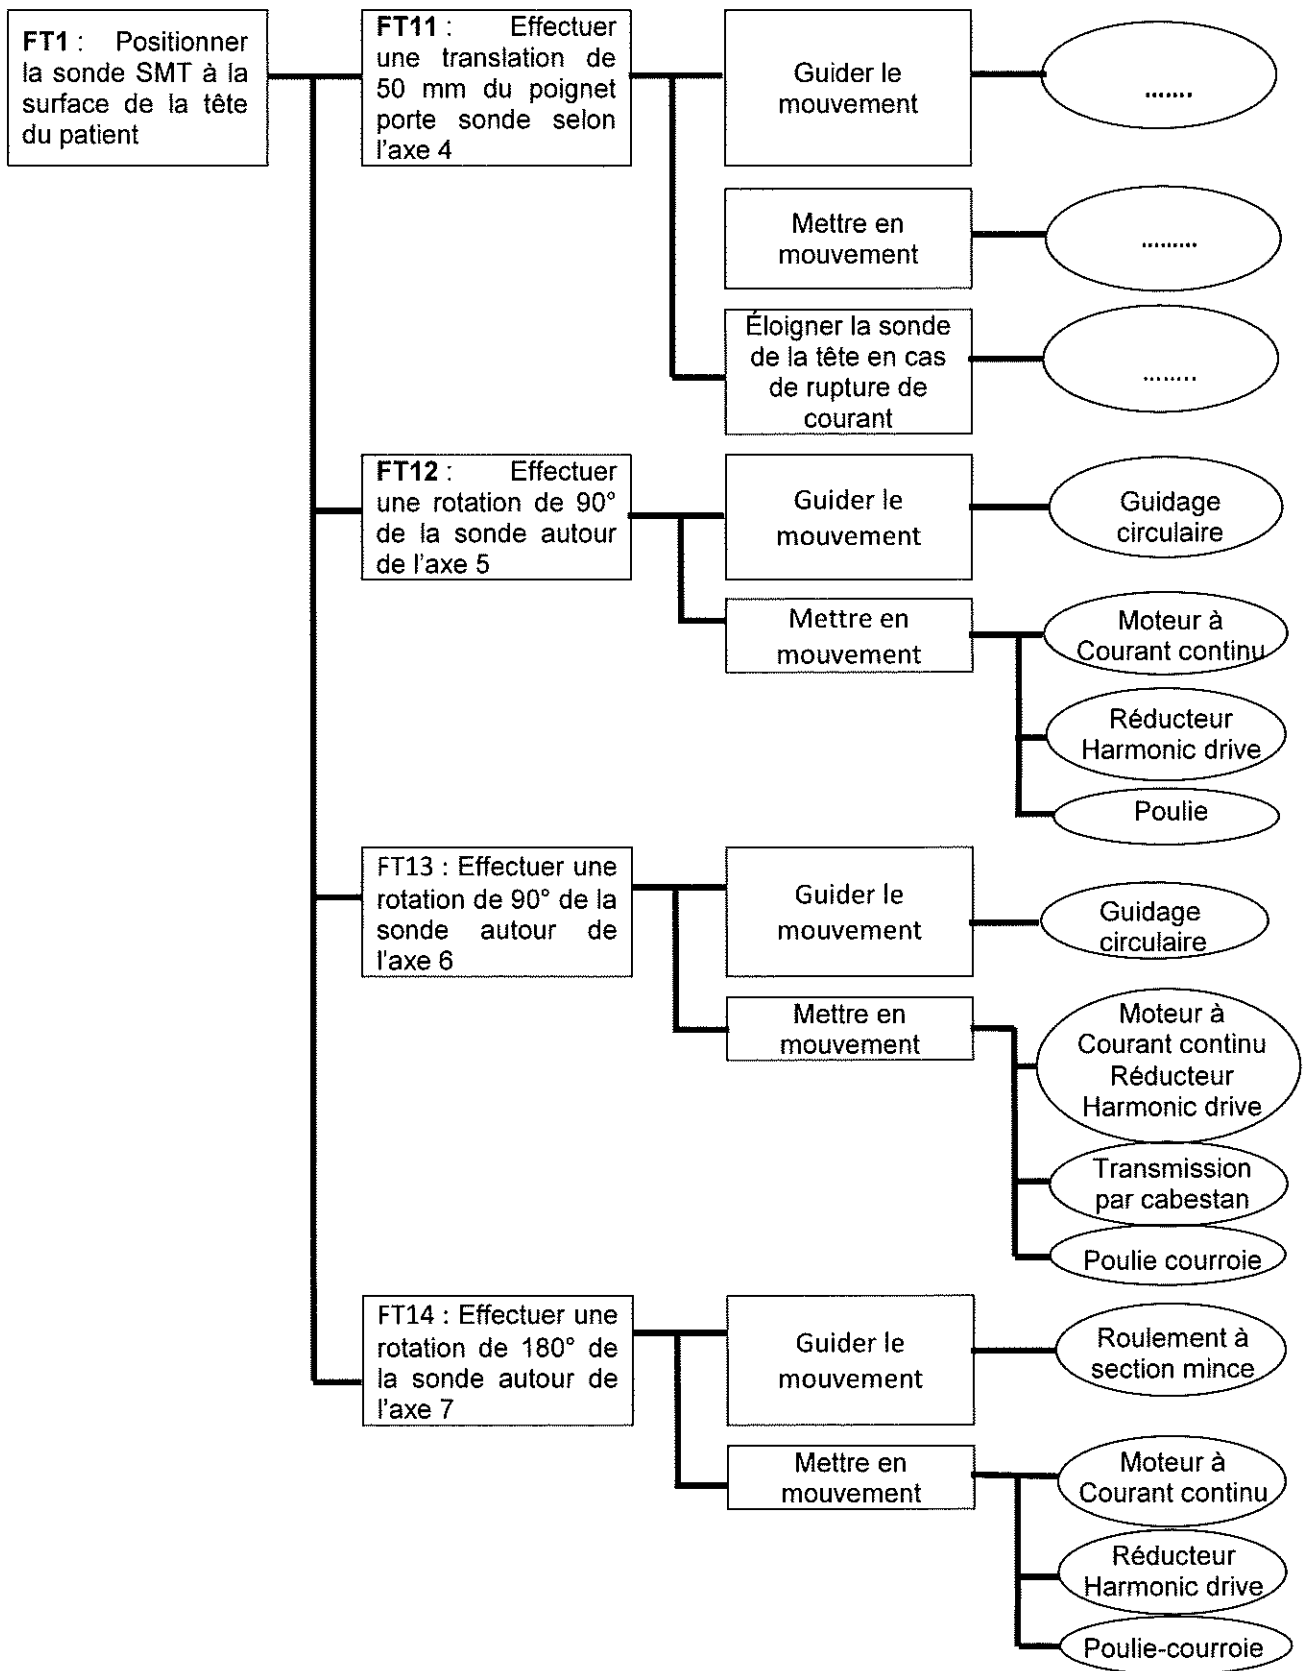 FT1 : Positionner
la sonde SMT à la
surface de la tête
du patient
FT11 : Effectuer
une translation de
50 mm du poignet
porte sonde selon
l'axe 4
Guider le
mouvement
.......
Mettre en
mouvement
.........
Éloigner la sonde
de la tête en cas
de rupture de
courant
........
FT12 : Effectuer
une rotation de 90°
de la sonde autour
de l'axe 5
Guider le
mouvement
Guidage
circulaire
Mettre en
mouvement
Moteur à
Courant continu
Réducteur
Harmonic drive
Poulie
FT13 : Effectuer une
rotation de 90° de la
sonde autour de
l'axe 6
Guider le
mouvement
Guidage
circulaire
Mettre en
mouvement
Moteur à
Courant continu
Réducteur
Harmonic drive
Transmission
par cabestan
Poulie courroie
FT14 : Effectuer une
rotation de 180° de
la sonde autour de
l'axe 7
Guider le
mouvement
Roulement à
section mince
Mettre en
mouvement
Moteur à
Courant continu
Réducteur
Harmonic drive
Poulie-courroie